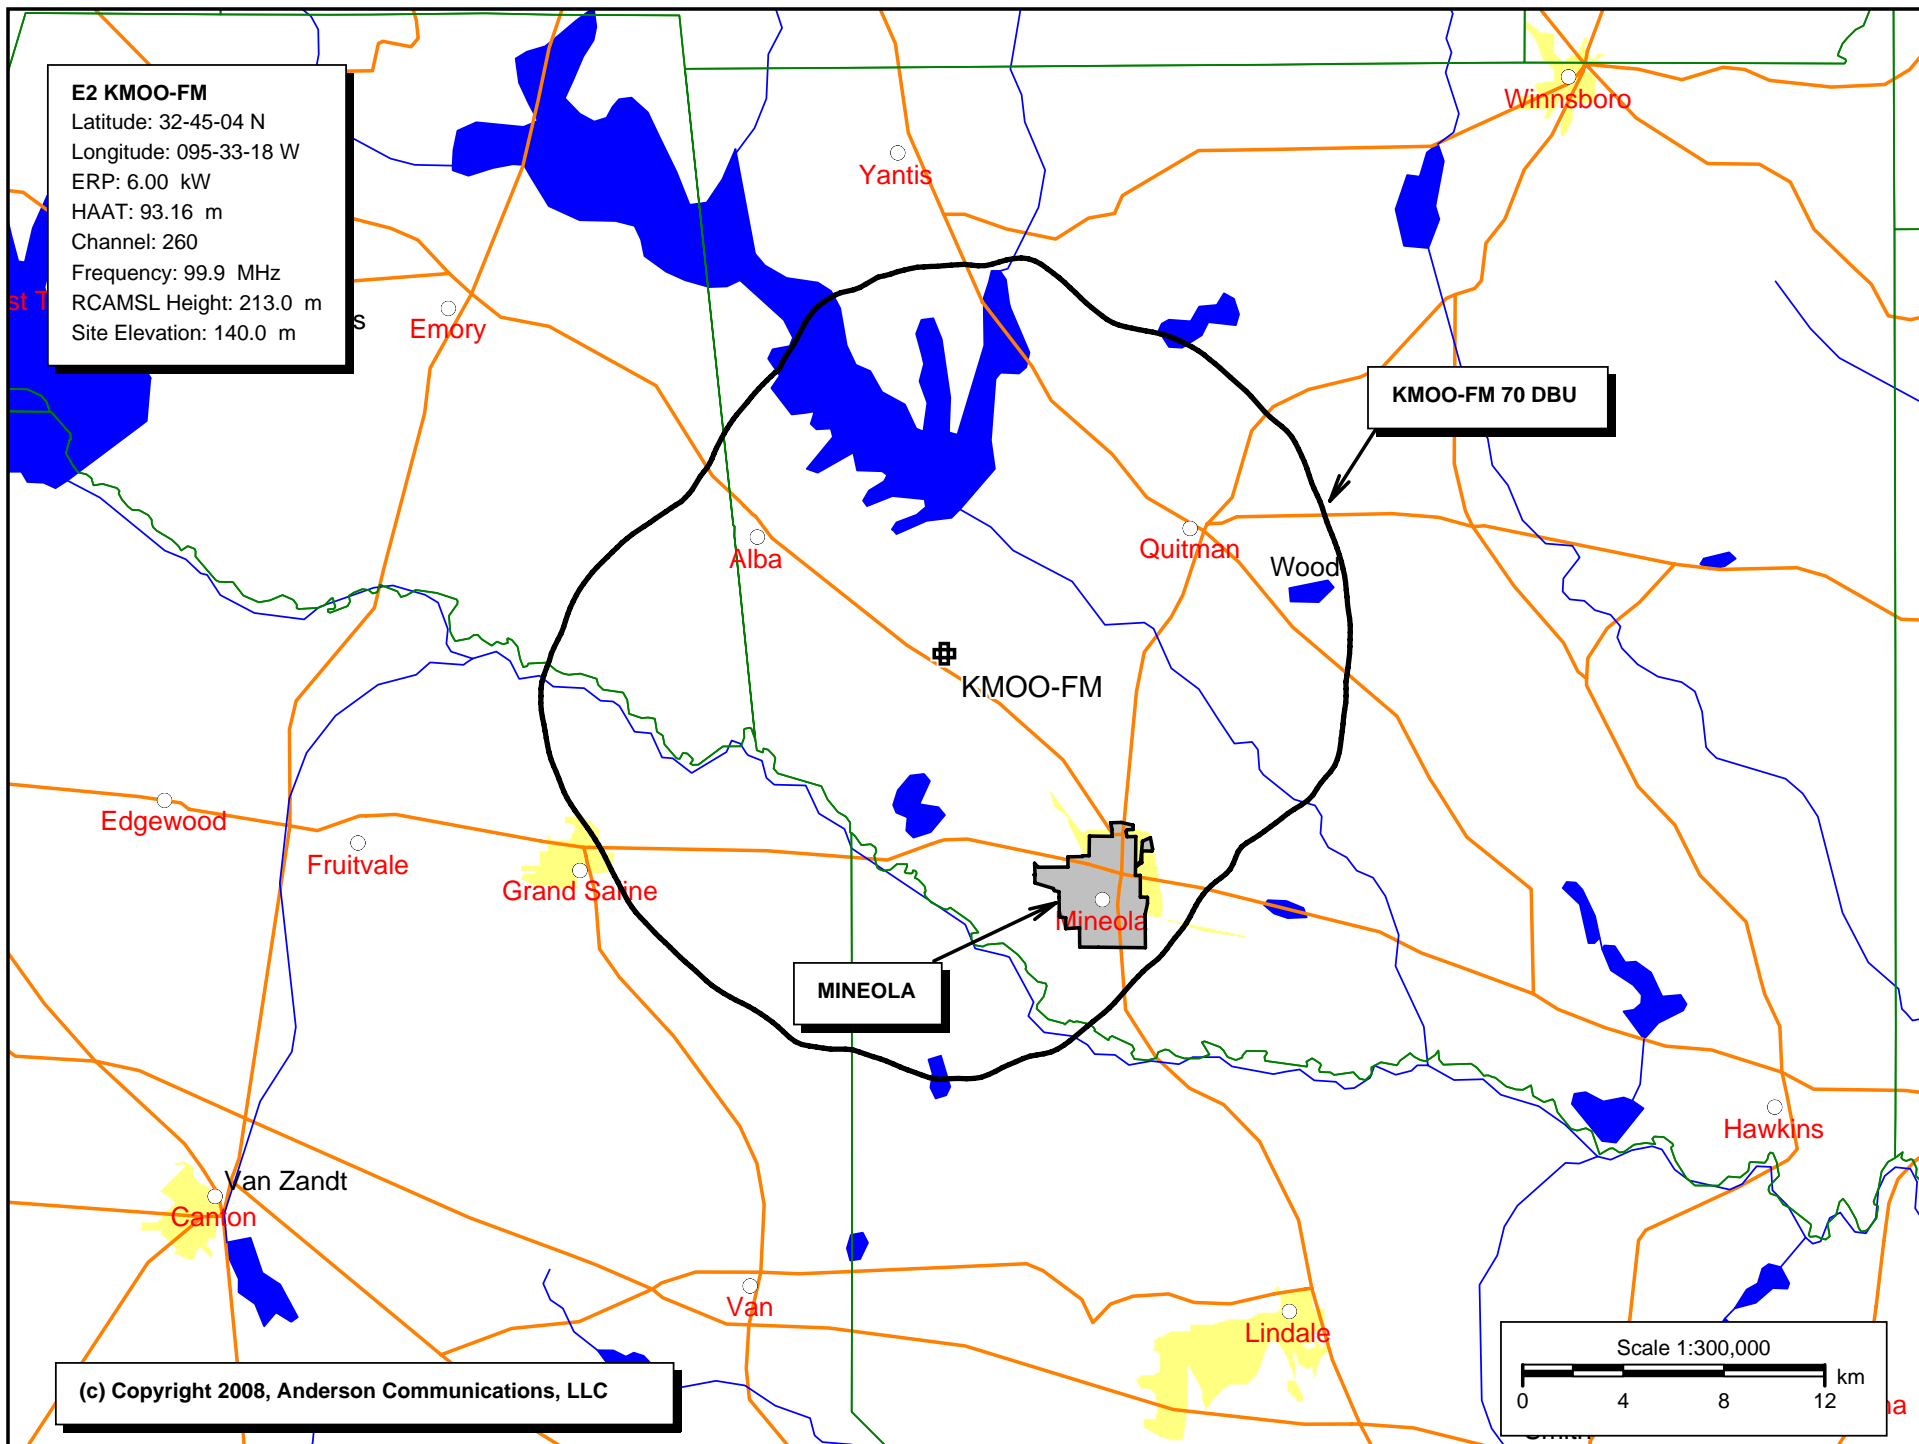 E2 KMOO-FM
Latitude: 32-45-04 N
Longitude: 095-33-18 W
ERP: 6.00 kW
HAAT: 93.16 m
Channel: 260
Frequency: 99.9 MHz
RCAMSL Height: 213.0 m
Site Elevation: 140.0 m
Winnsboro
Yantis
st T
s
Emory
KMOO-FM 70 DBU
Alba
Quitman
Wood
KMOO-FM
Edgewood
Fruitvale
Grand Saline
Mineola
MINEOLA
Hawkins
Van Zandt
Canton
Van
Lindale
Scale 1:300,000
km
0 4 8 12
na
Smith
(c) Copyright 2008, Anderson Communications, LLC